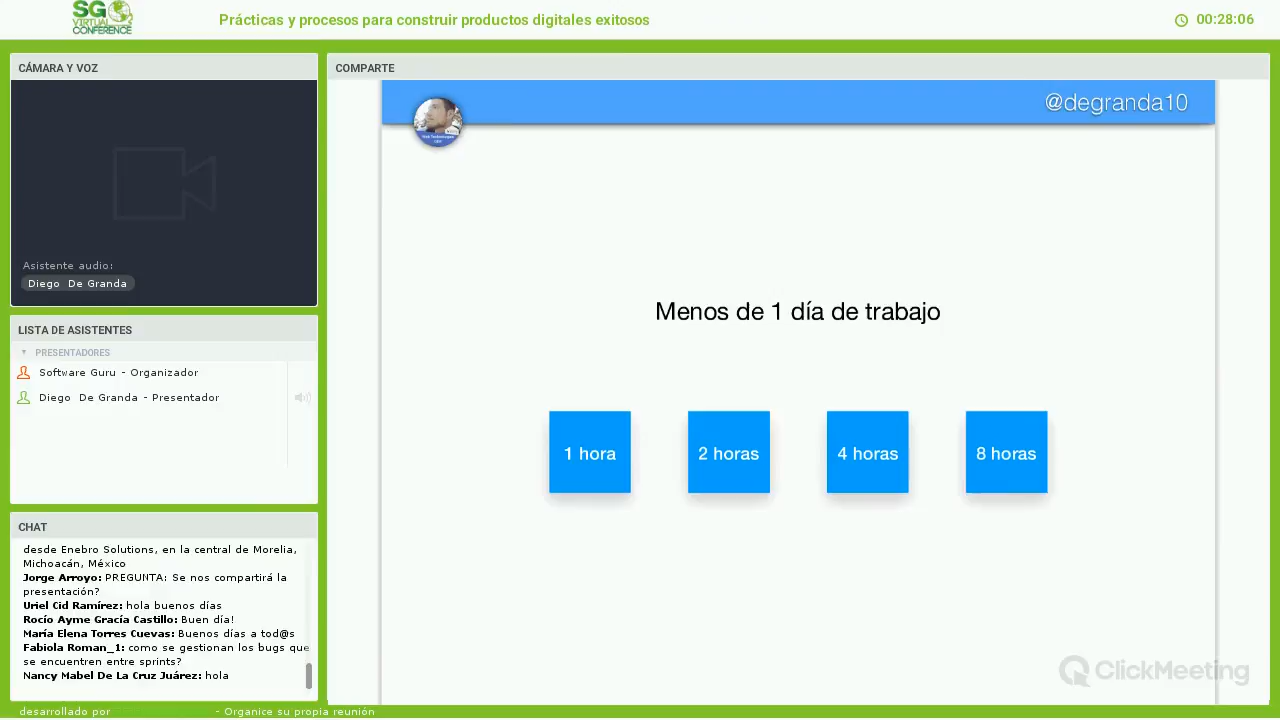 SG
VIRTUAL
CONFERENCE
Prácticas y procesos para construir productos digitales exitosos
00:28:06
CÁMARA Y VOZ
Asistente audio:
Diego De Granda
LISTA DE ASISTENTES
PRESENTADORES
Software Guru - Organizador
Diego De Granda - Presentador
CHAT
desde Enebro Solutions, en la central de Morelia,
Michoacán, México
Jorge Arroyo: PREGUNTA: Se nos compartirá la
presentación?
Uriel Cid Ramírez: hola buenos días
Rocío Ayme Gracía Castillo: Buen día!
María Elena Torres Cuevas: Buenos días a tod@s
Fabiola Roman_1: como se gestionan los bugs que
se encuentren entre sprints?
Nancy Mabel De La Cruz Juárez: hola
COMPARTE
@degranda10
Menos de 1 día de trabajo
1 hora
2 horas
4 horas
8 horas
ClickMeeting
desarrollado por - Organice su propia reunión